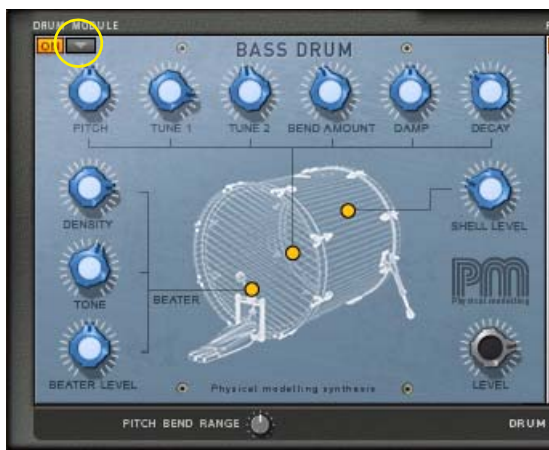 DRUM MODULE
ON
BASS DRUM
PITCH TUNE 1 TUNE 2 BEND AMOUNT DAMP DECAY
DENSITY
SHELL LEVEL
TONE
BEATER
PM
Physical modelling
BEATER LEVEL
LEVEL
Physical modelling synthesis
PITCH BEND RANGE
DRUM